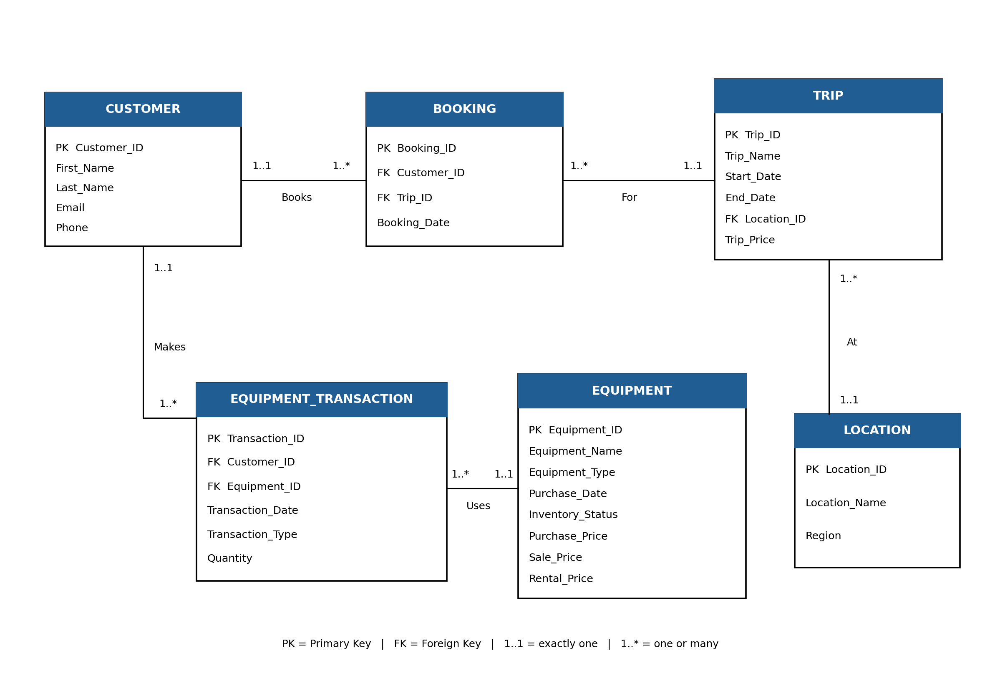 CUSTOMER
PK  Customer_ID
First_Name
Last_Name
Email
Phone
1..1
1..*
Books
BOOKING
PK  Booking_ID
FK  Customer_ID
FK  Trip_ID
Booking_Date
1..*
1..1
For
TRIP
PK  Trip_ID
Trip_Name
Start_Date
End_Date
FK  Location_ID
Trip_Price
1..1
Makes
1..*
1..*
At
1..1
EQUIPMENT_TRANSACTION
PK  Transaction_ID
FK  Customer_ID
FK  Equipment_ID
Transaction_Date
Transaction_Type
Quantity
1..*
1..1
Uses
EQUIPMENT
PK  Equipment_ID
Equipment_Name
Equipment_Type
Purchase_Date
Inventory_Status
Purchase_Price
Sale_Price
Rental_Price
LOCATION
PK  Location_ID
Location_Name
Region
PK = Primary Key   |   FK = Foreign Key   |   1..1 = exactly one   |   1..* = one or many